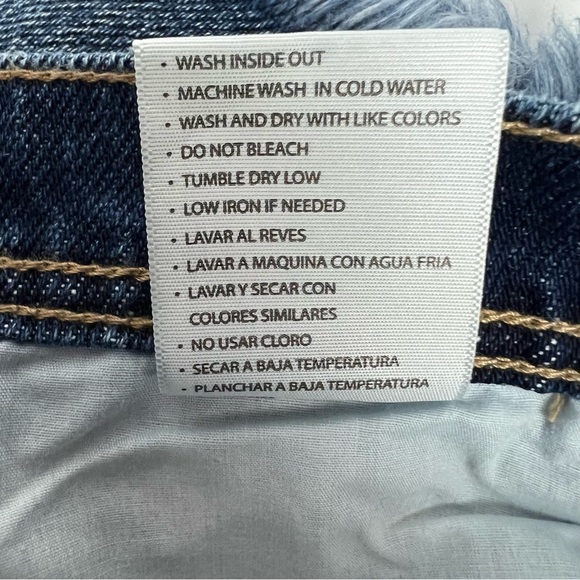 • WASH INSIDE OUT
• MACHINE WASH IN COLD WATER
• WASH AND DRY WITH LIKE COLORS
• DO NOT BLEACH
• TUMBLE DRY LOW
• LOW IRON IF NEEDED
• LAVAR AL REVES
• LAVAR A MAQUINA CON AGUA FRIA
• LAVAR Y SECAR CON
COLORES SIMILARES
• NO USAR CLORO
• SECAR A BAJA TEMPERATURA
• PLANCHAR A BAJA TEMPERATURA